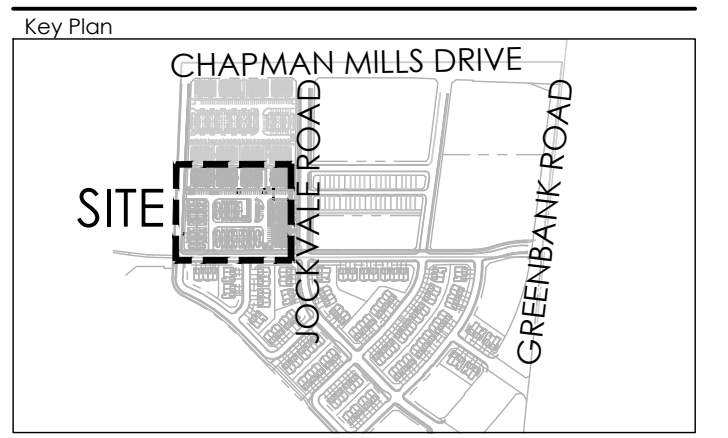 Key Plan
CHAPMAN MILLS DRIVE
JOCKVALE ROAD
GREENBANK ROAD
SITE